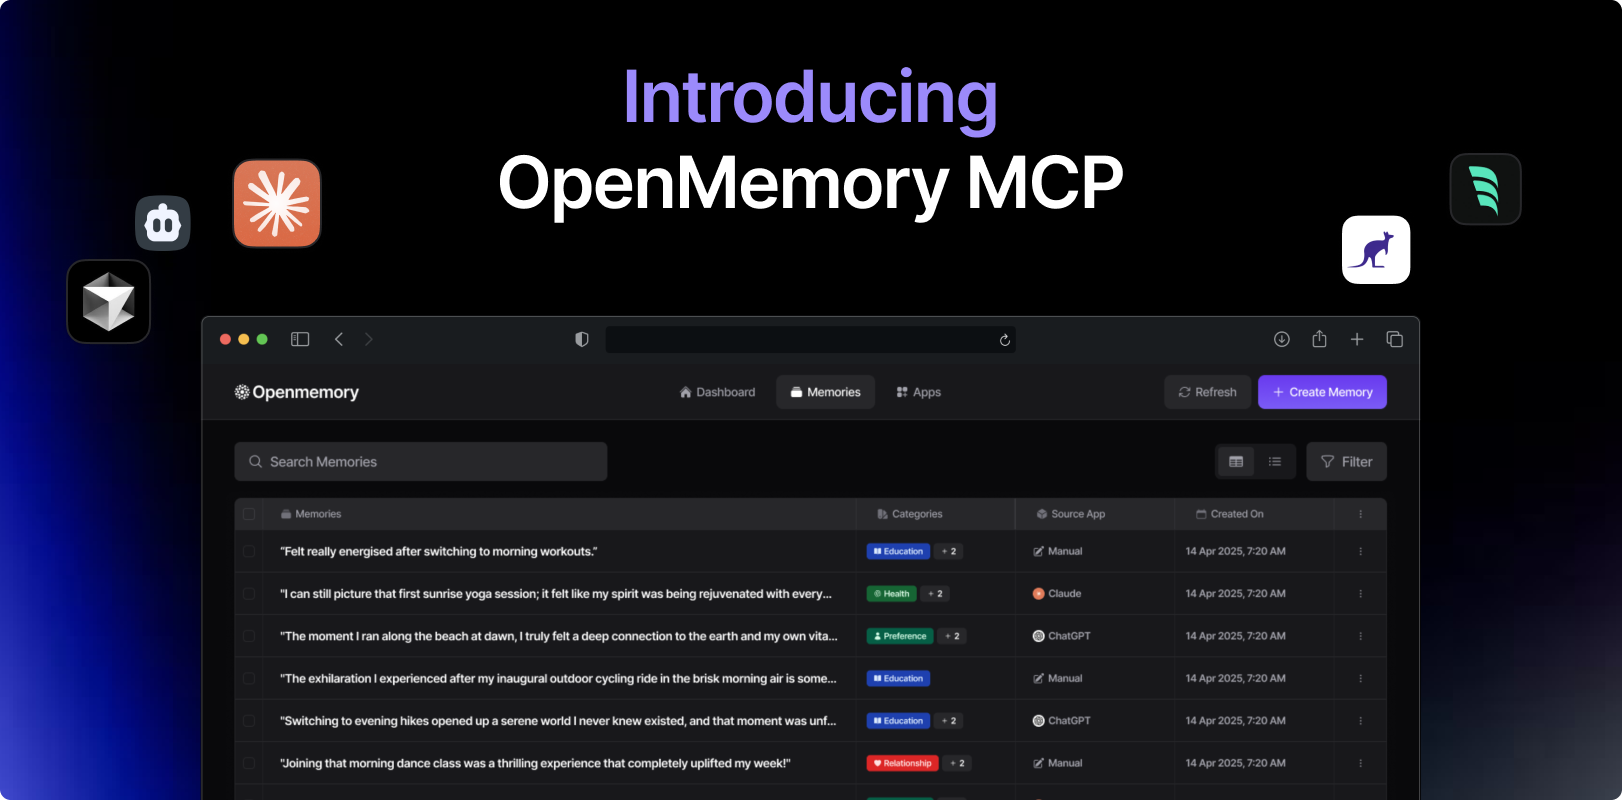 Introducing
OpenMemory MCP
Openmemory
Dashboard
Memories
Apps
Refresh
+ Create Memory
Search Memories
Filter
Memories Categories Source App Created On
"Felt really energised after switching to morning workouts." Education + 2 Manual 14 Apr 2025, 7:20 AM
"I can still picture that first sunrise yoga session; it felt like my spirit was being rejuvenated with every... Health + 2 Claude 14 Apr 2025, 7:20 AM
"The moment I ran along the beach at dawn, I truly felt a deep connection to the earth and my own vita... Preference + 2 ChatGPT 14 Apr 2025, 7:20 AM
"The exhilaration I experienced after my inaugural outdoor cycling ride in the brisk morning air is some... Education Manual 14 Apr 2025, 7:20 AM
"Switching to evening hikes opened up a serene world I never knew existed, and that moment was unf... Education + 2 ChatGPT 14 Apr 2025, 7:20 AM
"Joining that morning dance class was a thrilling experience that completely uplifted my week!" Relationship + 2 Manual 14 Apr 2025, 7:20 AM